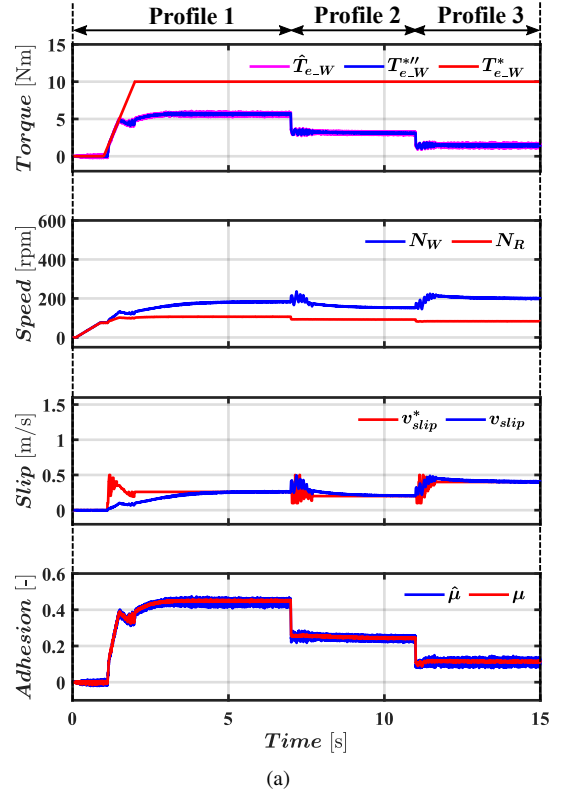 Profile 1 Profile 2 Profile 3
15
10
5
0
Torque [Nm]
T̂e_W T*′′e_W T*e_W
600
400
200
0
Speed [rpm]
NW NR
1.5
1
0.5
0
Slip [m/s]
v*slip vslip
0.6
0.4
0.2
0
Adhesion [-]
μ̂ μ
0 5 10 15
Time [s]
(a)